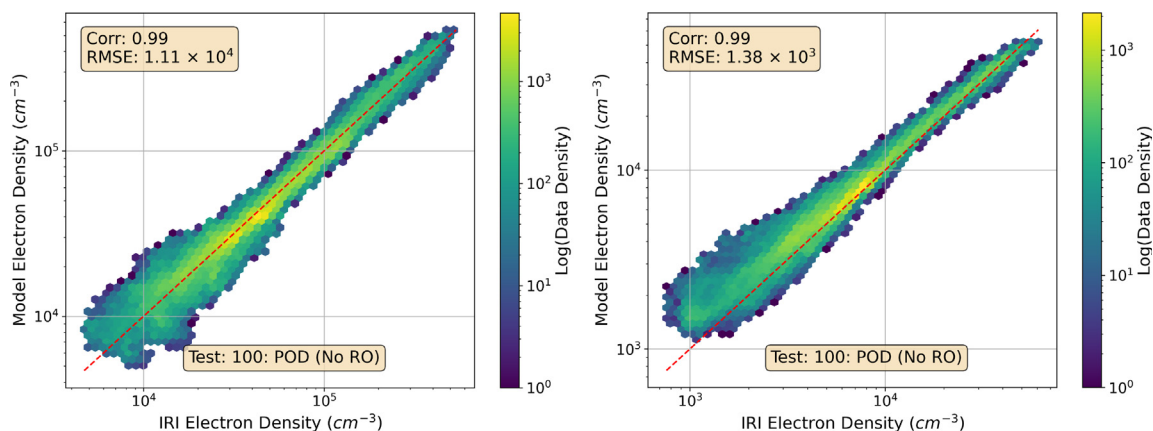 Corr: 0.99
RMSE: 1.11 × 10⁴
Test: 100: POD (No RO)
Model Electron Density (cm⁻³)
10⁵
10⁴
10⁴
10⁵
IRI Electron Density (cm⁻³)
10³
10²
10¹
10⁰
Log(Data Density)
Corr: 0.99
RMSE: 1.38 × 10³
Test: 100: POD (No RO)
Model Electron Density (cm⁻³)
10⁴
10³
10³
10⁴
IRI Electron Density (cm⁻³)
10³
10²
10¹
10⁰
Log(Data Density)